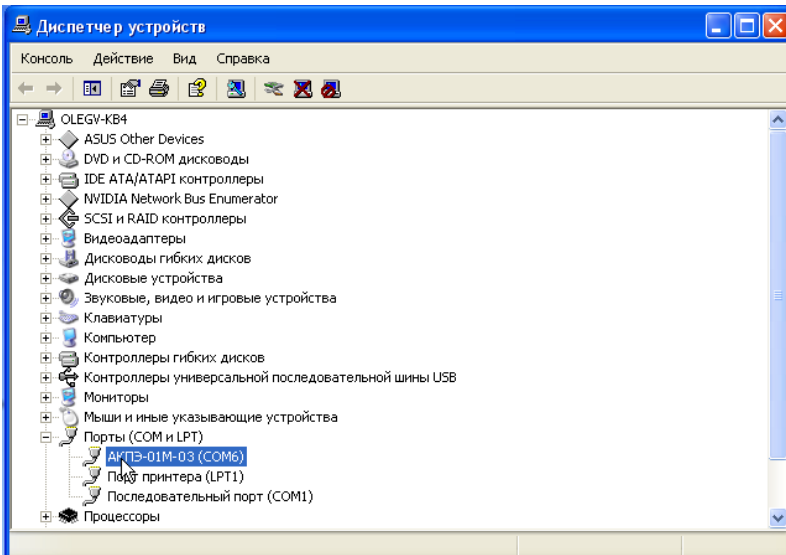 Диспетчер устройств
Консоль Действие Вид Справка
OLEGV-KB4
ASUS Other Devices
DVD и CD-ROM дисководы
IDE ATA/ATAPI контроллеры
NVIDIA Network Bus Enumerator
SCSI и RAID контроллеры
Видеоадаптеры
Дисководы гибких дисков
Дисковые устройства
Звуковые, видео и игровые устройства
Клавиатуры
Компьютер
Контроллеры гибких дисков
Контроллеры универсальной последовательной шины USB
Мониторы
Мыши и иные указывающие устройства
Порты (COM и LPT)
АКПЭ-01М-03 (COM6)
Порт принтера (LPT1)
Последовательный порт (COM1)
Процессоры